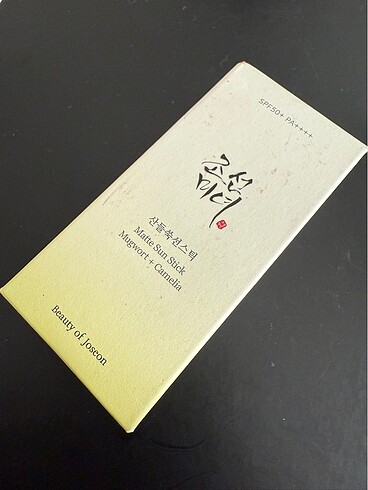 SPF50+ PA++++
조선
미녀
산들쑥선스틱
Matte Sun Stick
Mugwort + Camelia
Beauty of Joseon